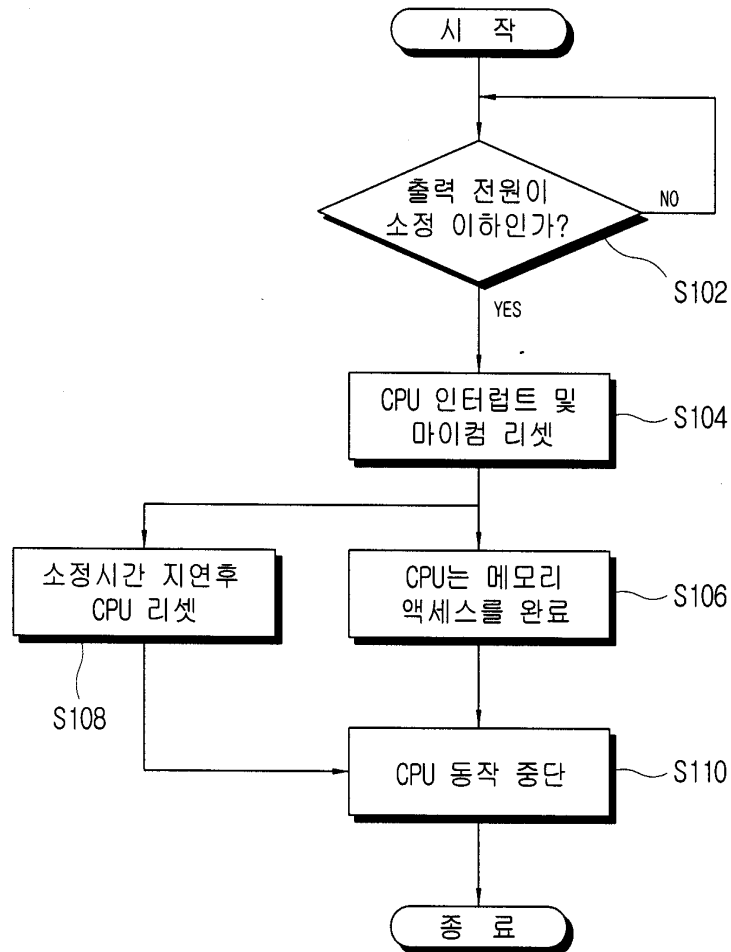 시 작
출력 전원이
소정 이하인가?
NO
S102
YES
CPU 인터럽트 및
마이컴 리셋
S104
소정시간 지연후
CPU 리셋
S108
CPU는 메모리
액세스를 완료
S106
CPU 동작 중단
S110
종 료